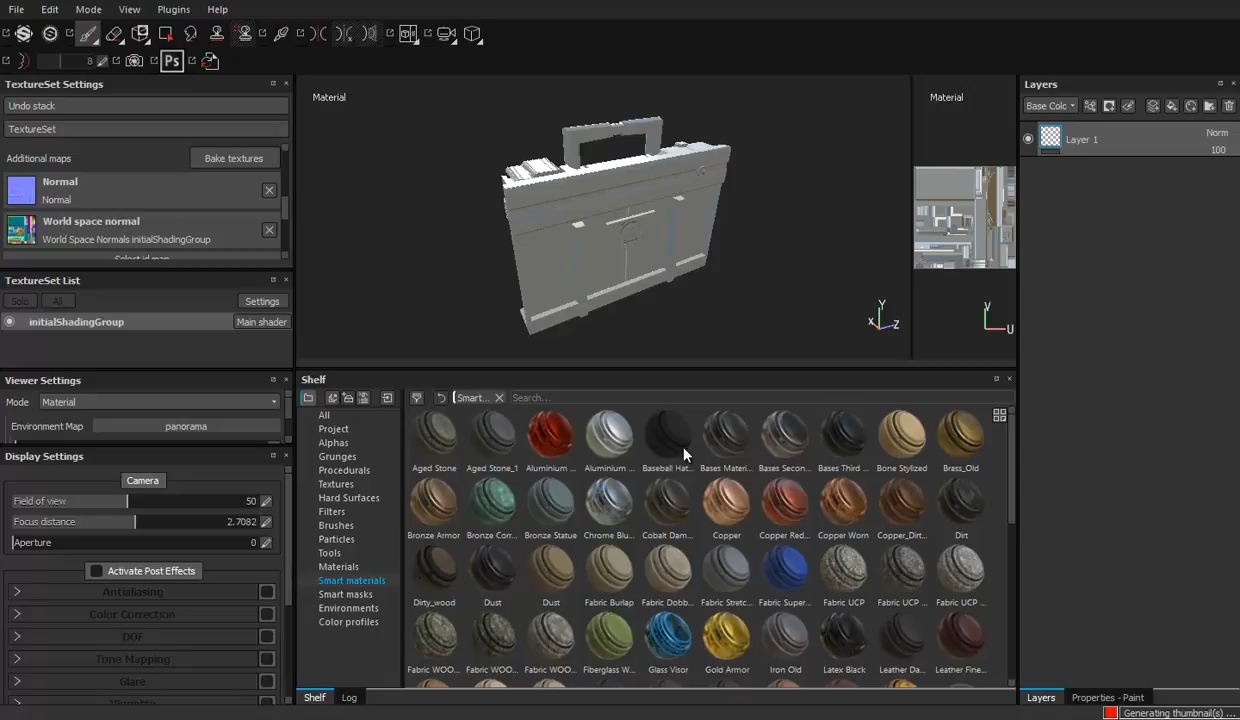 File Edit Mode View Plugins Help
8 Ps
TextureSet Settings
Undo stack
TextureSet
Additional maps Bake textures
Normal
Normal
World space normal
World Space Normals initialShadingGroup
Select id map
TextureSet List
Solo All Settings
initialShadingGroup Main shader
Viewer Settings
Mode Material
Environment Map panorama
Display Settings
Camera
Field of view 50
Focus distance 2.7082
Aperture 0
Activate Post Effects
Antialiasing
Color Correction
DOF
Tone Mapping
Glare
Vignette
Material
Y
X Z
Material
V
U
Shelf
Smart... Search...
All
Project
Alphas
Grunges
Procedurals
Textures
Hard Surfaces
Filters
Brushes
Particles
Tools
Materials
Smart materials
Smart masks
Environments
Color profiles
Aged Stone Aged Stone_1 Aluminium ... Aluminium ... Baseball Hat... Bases Materi... Bases Secon... Bases Third ... Bone Stylized Brass_Old
Bronze Armor Bronze Corr... Bronze Statue Chrome Blu... Cobalt Dam... Copper Copper Red... Copper Worn Copper_Dirt... Dirt
Dirty_wood Dust Dust Fabric Burlap Fabric Dobb... Fabric Stretc... Fabric Super... Fabric UCP Fabric UCP ... Fabric UCP ...
Fabric WOO... Fabric WOO... Fabric WOO... Fiberglass W... Glass Visor Gold Armor Iron Old Latex Black Leather Da... Leather Fine...
Shelf Log
Layers
Base Colo
Layer 1 Norm
100
Layers Properties - Paint
Generating thumbnail(s) ...